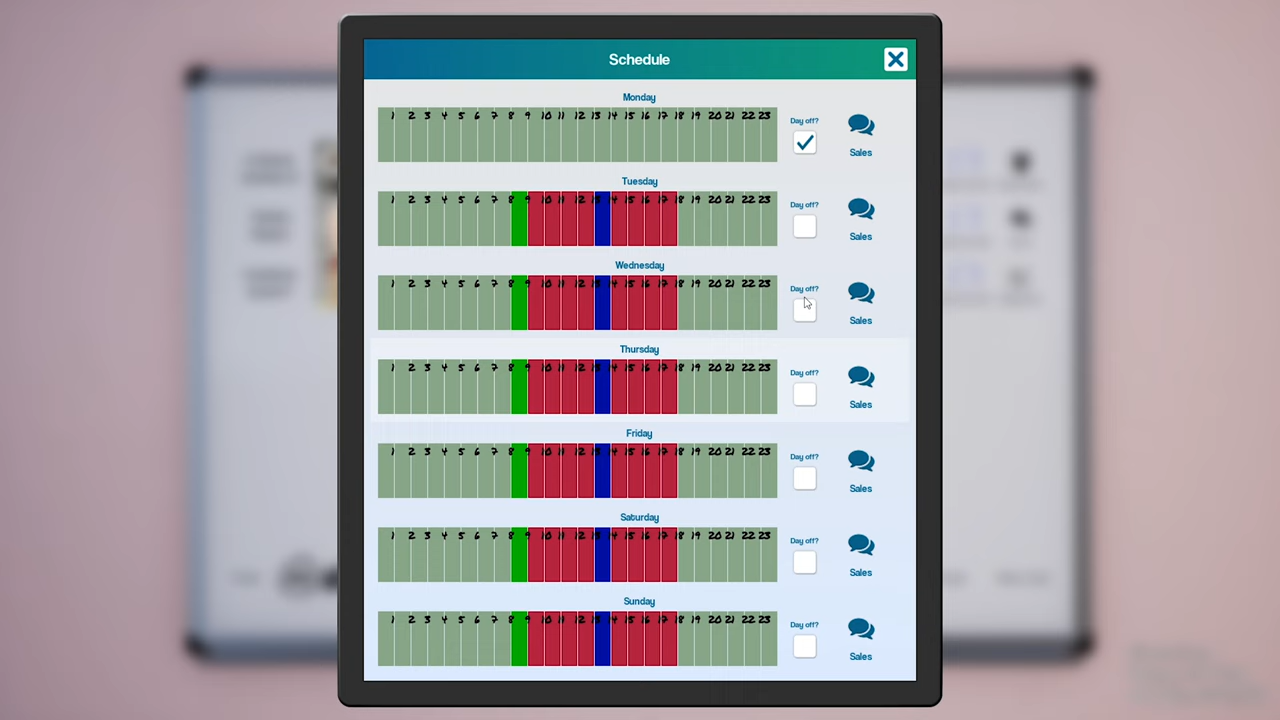 Schedule
Monday
1 2 3 4 5 6 7 8 9 10 11 12 13 14 15 16 17 18 19 20 21 22 23
Day off?
Sales
Tuesday
1 2 3 4 5 6 7 8 9 10 11 12 13 14 15 16 17 18 19 20 21 22 23
Day off?
Sales
Wednesday
1 2 3 4 5 6 7 8 9 10 11 12 13 14 15 16 17 18 19 20 21 22 23
Day off?
Sales
Thursday
1 2 3 4 5 6 7 8 9 10 11 12 13 14 15 16 17 18 19 20 21 22 23
Day off?
Sales
Friday
1 2 3 4 5 6 7 8 9 10 11 12 13 14 15 16 17 18 19 20 21 22 23
Day off?
Sales
Saturday
1 2 3 4 5 6 7 8 9 10 11 12 13 14 15 16 17 18 19 20 21 22 23
Day off?
Sales
Sunday
1 2 3 4 5 6 7 8 9 10 11 12 13 14 15 16 17 18 19 20 21 22 23
Day off?
Sales